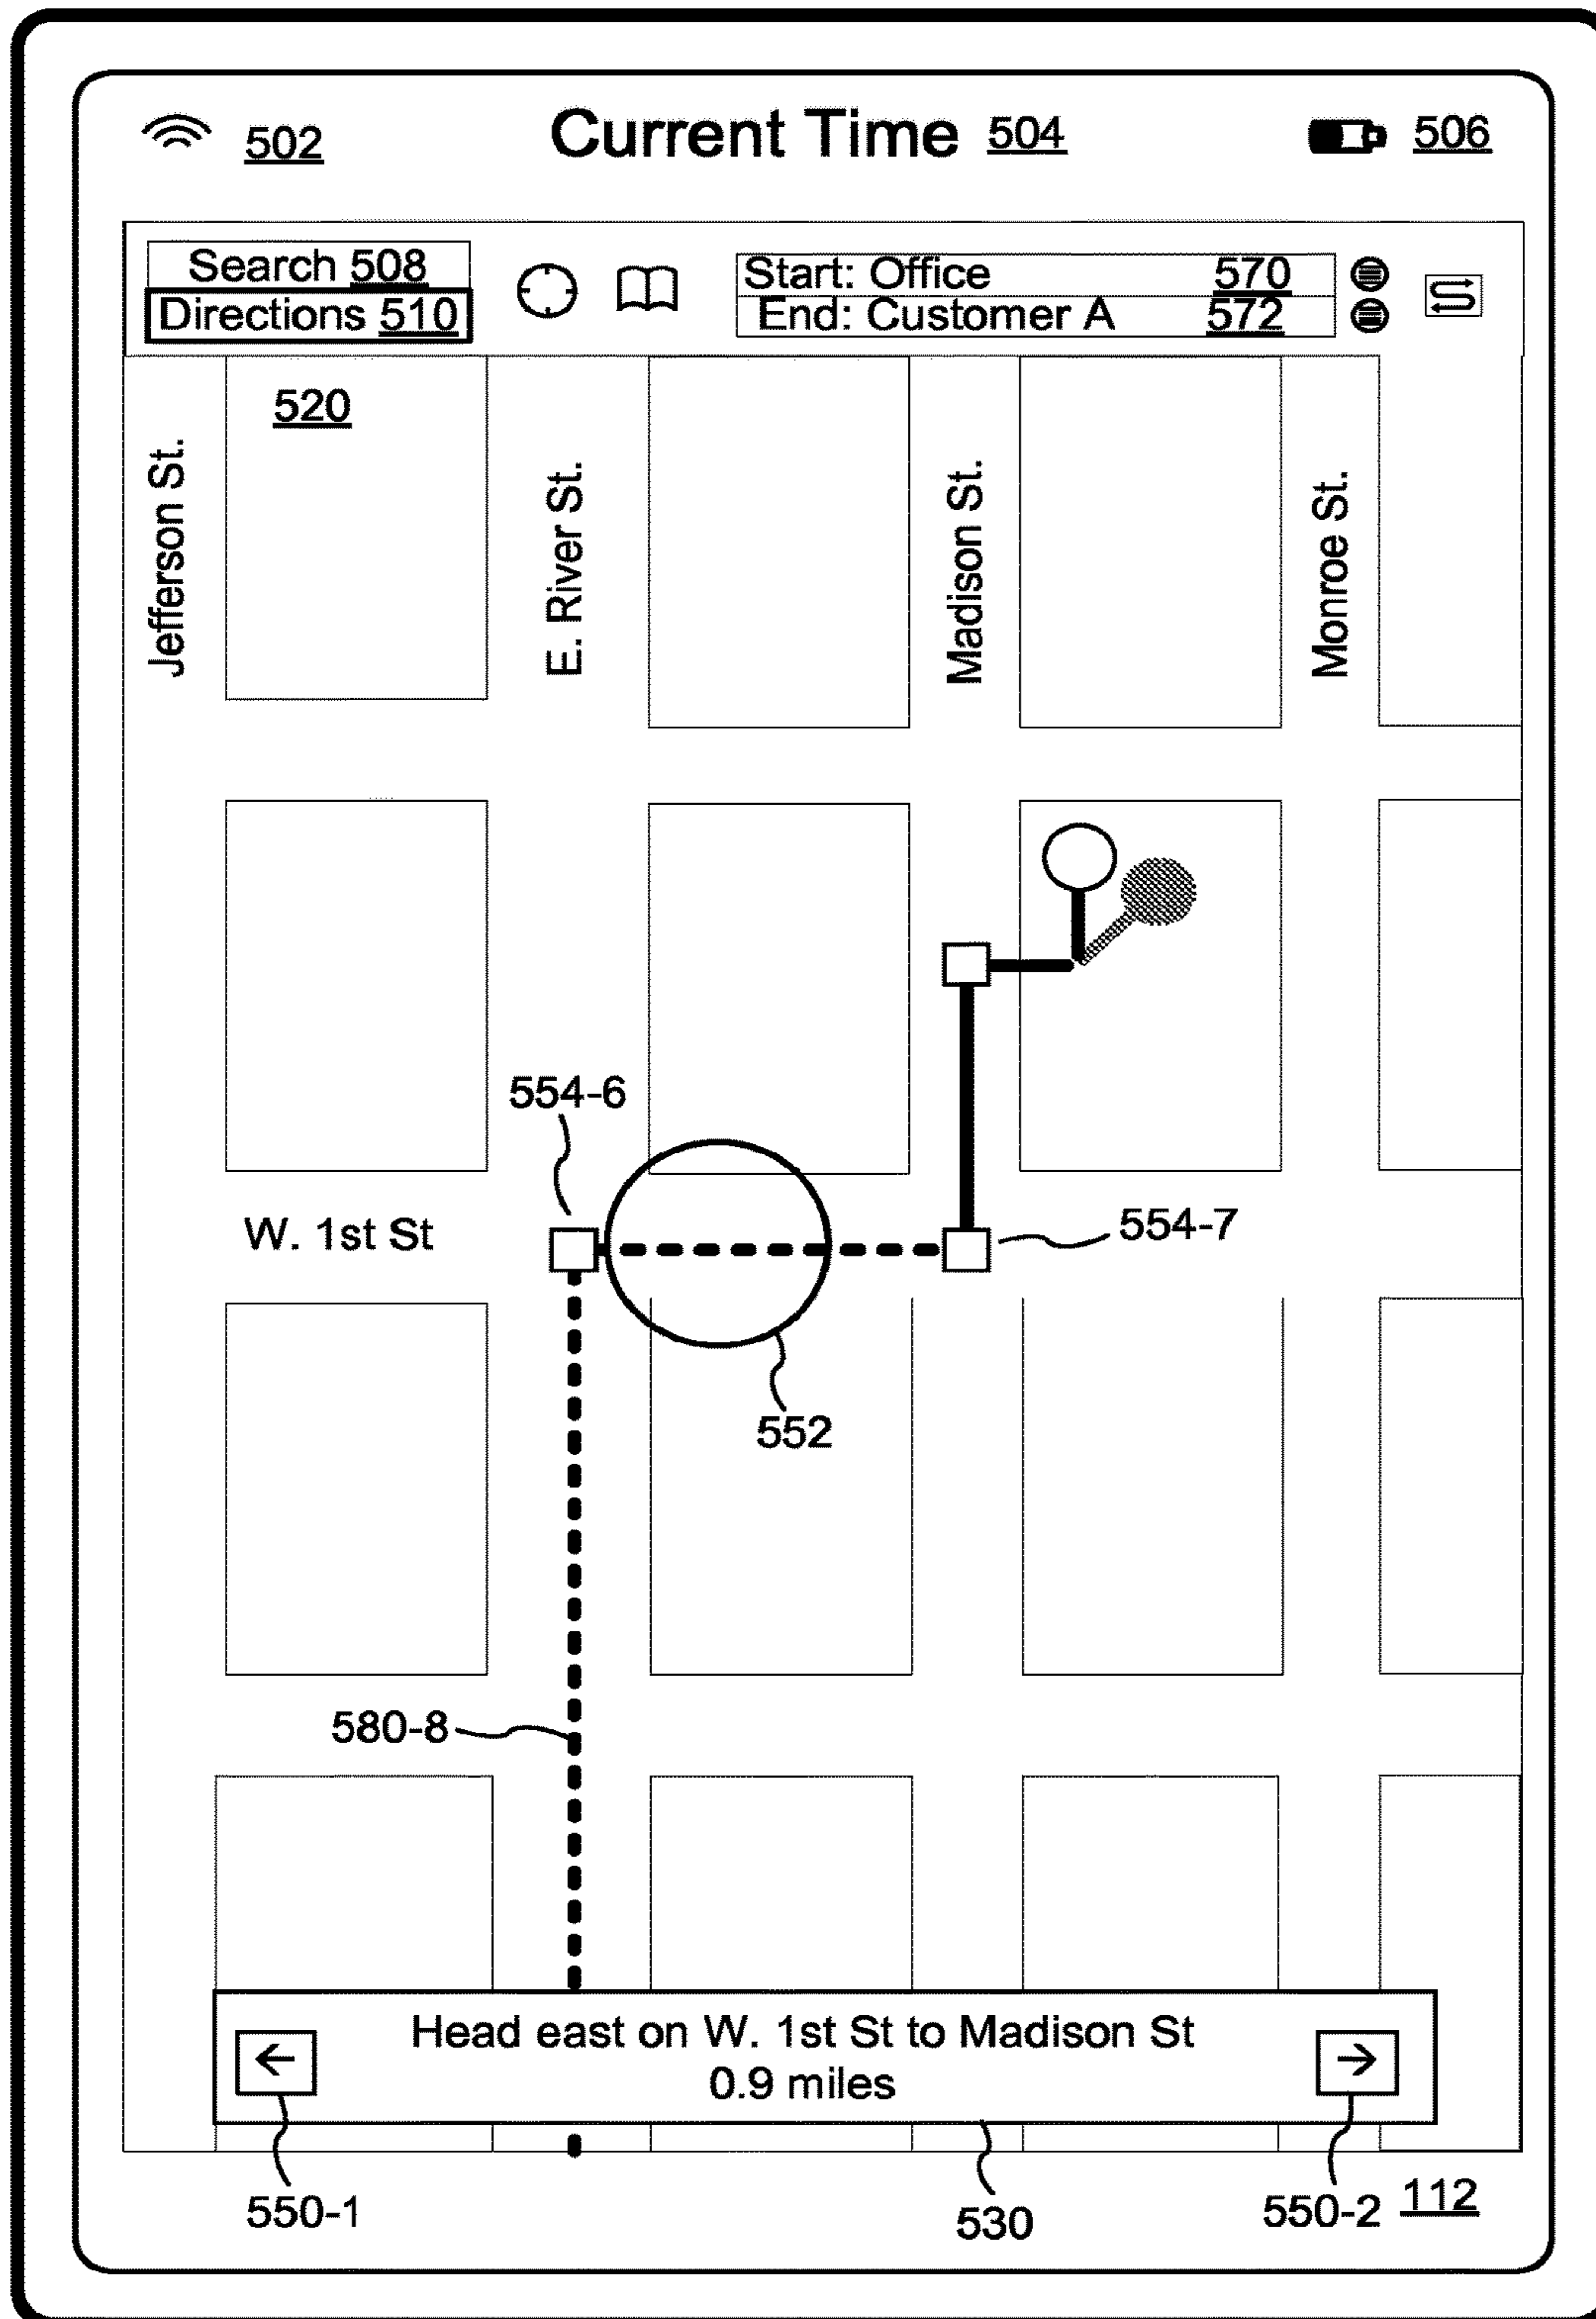 502 Current Time 504 506
Search 508
Directions 510
Start: Office 570
End: Customer A 572
520
Jefferson St.
E. River St.
Madison St.
Monroe St.
554-6
W. 1st St
554-7
552
580-8
Head east on W. 1st St to Madison St
0.9 miles
550-1
530
550-2
112